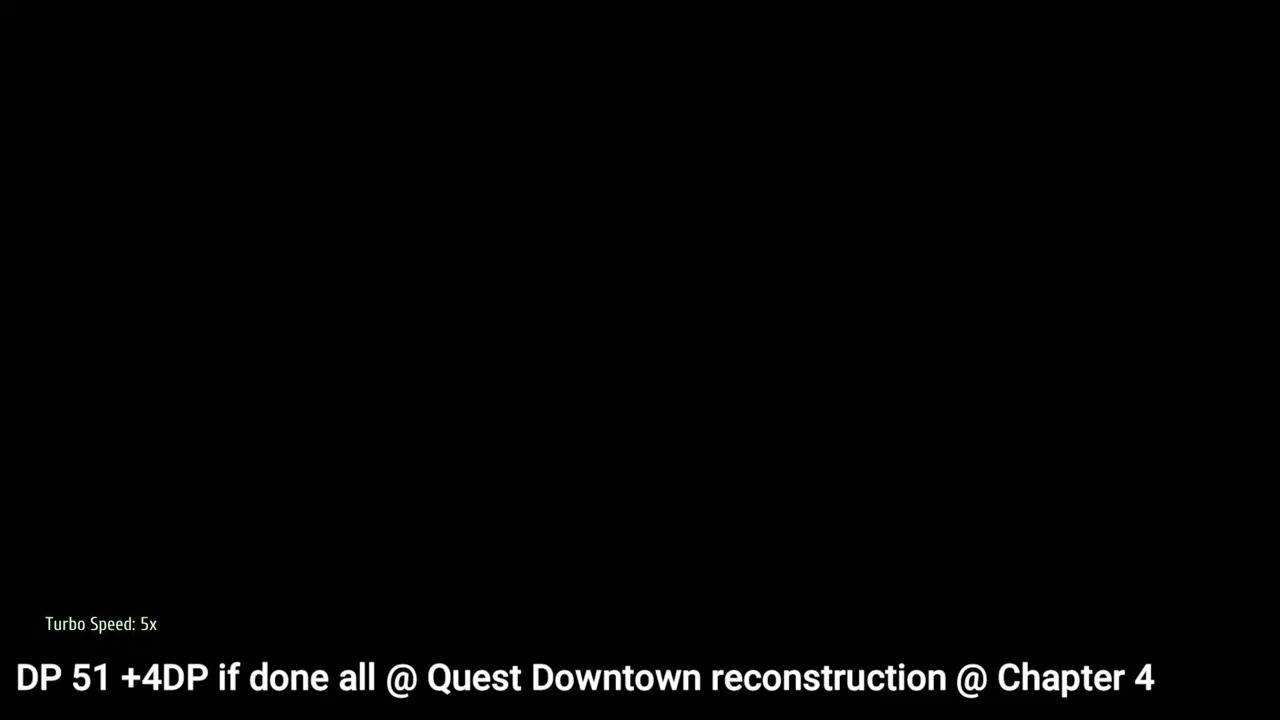 Turbo Speed: 5x
DP 51 +4DP if done all @ Quest Downtown reconstruction @ Chapter 4